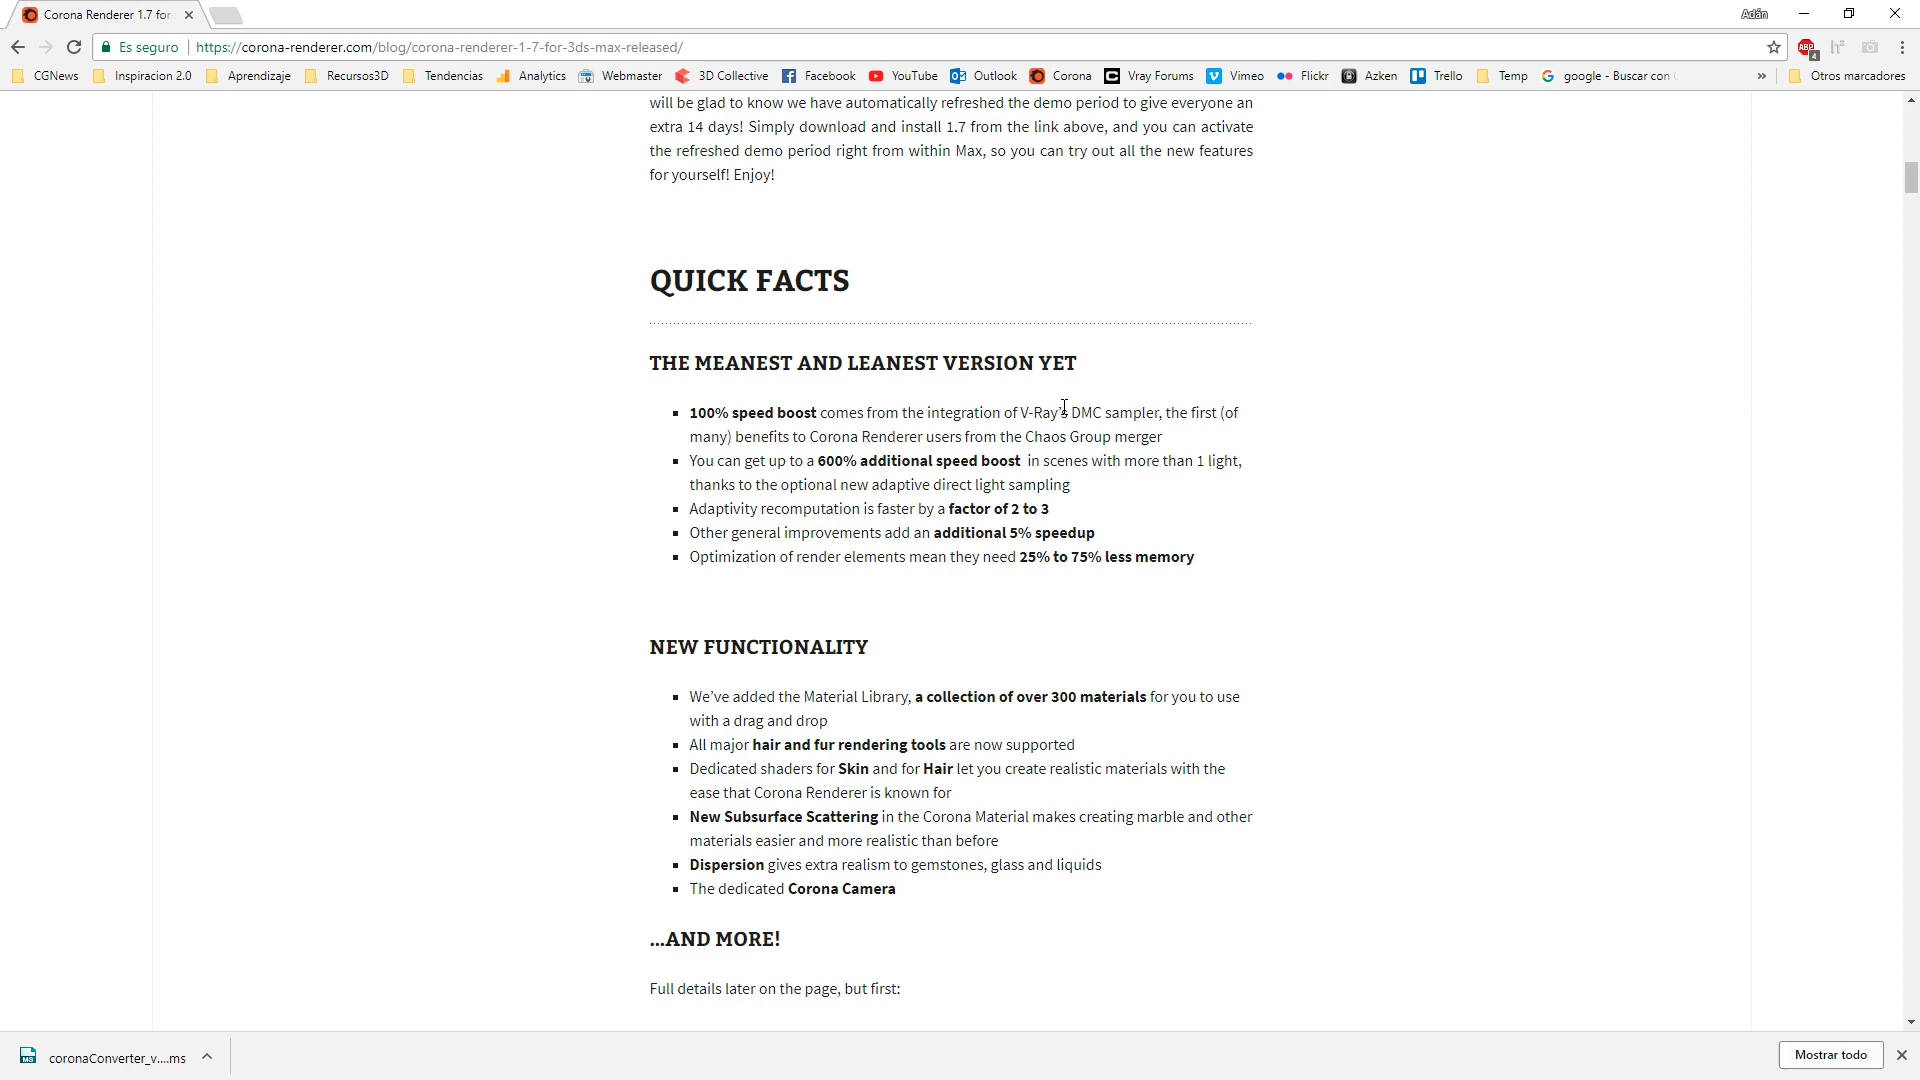 Corona Renderer 1.7 for
Adán
Es seguro
https://corona-renderer.com/blog/corona-renderer-1-7-for-3ds-max-released/
ABP
4
h²
CGNews
Inspiracion 2.0
Aprendizaje
Recursos3D
Tendencias
Analytics
Webmaster
3D Collective
Facebook
YouTube
Outlook
Corona
Vray Forums
Vimeo
Flickr
Azken
Trello
Temp
google - Buscar con
»
Otros marcadores
will be glad to know we have automatically refreshed the demo period to give everyone an
extra 14 days! Simply download and install 1.7 from the link above, and you can activate
the refreshed demo period right from within Max, so you can try out all the new features
for yourself! Enjoy!
QUICK FACTS
THE MEANEST AND LEANEST VERSION YET
100% speed boost comes from the integration of V-Ray’s DMC sampler, the first (of
many) benefits to Corona Renderer users from the Chaos Group merger
You can get up to a 600% additional speed boost in scenes with more than 1 light,
thanks to the optional new adaptive direct light sampling
Adaptivity recomputation is faster by a factor of 2 to 3
Other general improvements add an additional 5% speedup
Optimization of render elements mean they need 25% to 75% less memory
NEW FUNCTIONALITY
We’ve added the Material Library, a collection of over 300 materials for you to use
with a drag and drop
All major hair and fur rendering tools are now supported
Dedicated shaders for Skin and for Hair let you create realistic materials with the
ease that Corona Renderer is known for
New Subsurface Scattering in the Corona Material makes creating marble and other
materials easier and more realistic than before
Dispersion gives extra realism to gemstones, glass and liquids
The dedicated Corona Camera
…AND MORE!
Full details later on the page, but first:
coronaConverter_v....ms
Mostrar todo